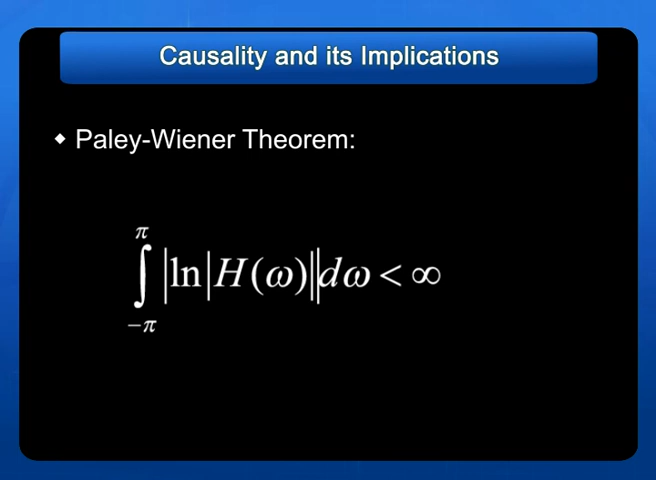 Causality and its Implications
◆ Paley-Wiener Theorem:
∫_{-π}^{π} |ln|H(ω)||dω < ∞